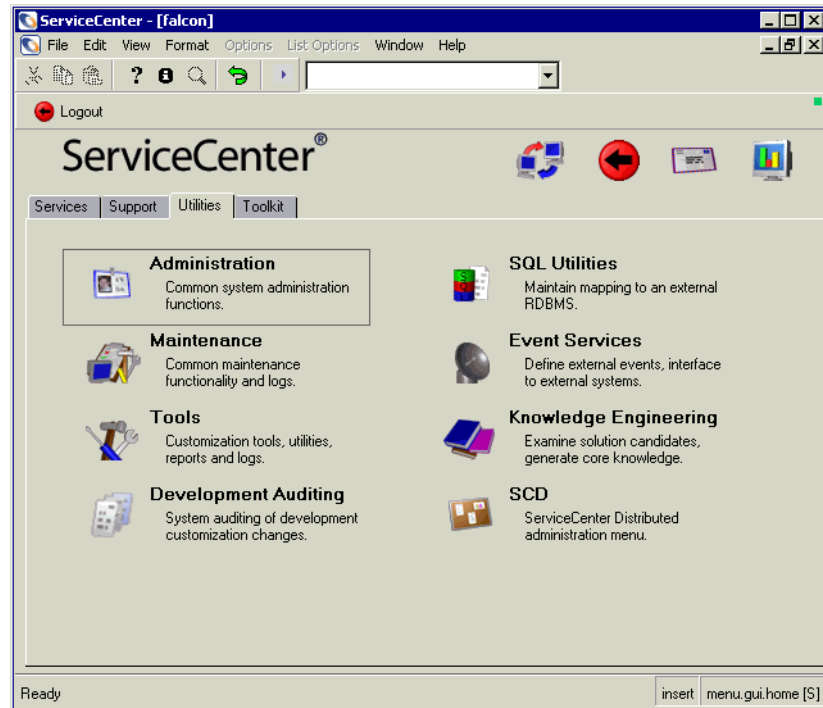 ServiceCenter - [falcon]
File Edit View Format Options List Options Window Help
Logout
ServiceCenter®
Services Support Utilities Toolkit
Administration
Common system administration
functions.
SQL Utilities
Maintain mapping to an external
RDBMS.
Maintenance
Common maintenance
functionality and logs.
Event Services
Define external events, interface
to external systems.
Tools
Customization tools, utilities,
reports and logs.
Knowledge Engineering
Examine solution candidates,
generate core knowledge.
Development Auditing
System auditing of development
customization changes.
SCD
ServiceCenter Distributed
administration menu.
Ready insert menu.gui.home [S]